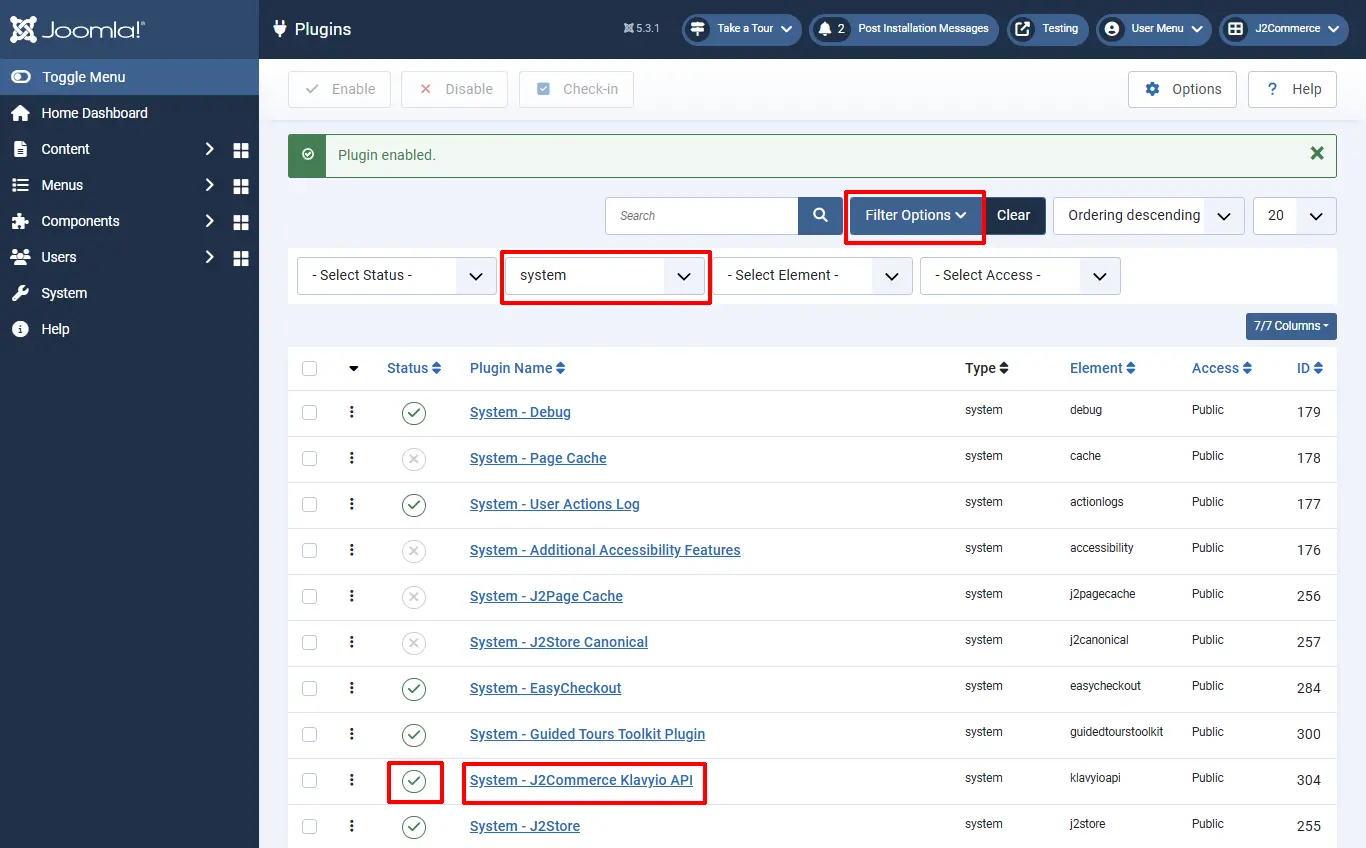 Joomla!
Plugins
5.3.1
Take a Tour
2 Post Installation Messages
Testing
User Menu
J2Commerce
Toggle Menu
Home Dashboard
Content
Menus
Components
Users
System
Help
Enable
Disable
Check-in
Options
? Help
Plugin enabled.
Search
Filter Options
Clear
Ordering descending
20
- Select Status -
system
- Select Element -
- Select Access -
7/7 Columns
Status Plugin Name Type Element Access ID
System - Debug system debug Public 179
System - Page Cache system cache Public 178
System - User Actions Log system actionlogs Public 177
System - Additional Accessibility Features system accessibility Public 176
System - J2Page Cache system j2pagecache Public 256
System - J2Store Canonical system j2canonical Public 257
System - EasyCheckout system easycheckout Public 284
System - Guided Tours Toolkit Plugin system guidedtourstoolkit Public 300
System - J2Commerce Klavyio API system klavyioapi Public 304
System - J2Store system j2store Public 255